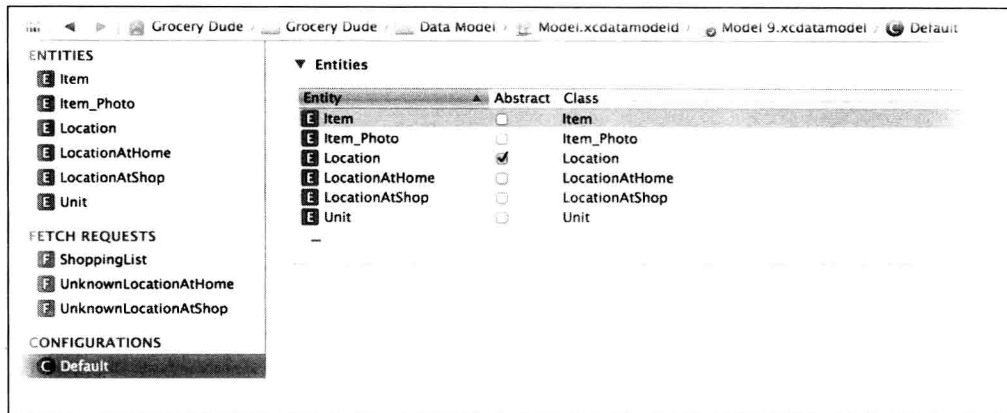 Grocery Dude Grocery Dude Data Model Model.xcdatamodeld Model 9.xcdatamodel Default
ENTITIES
E Item
E Item_Photo
E Location
E LocationAtHome
E LocationAtShop
E Unit
FETCH REQUESTS
F ShoppingList
F UnknownLocationAtHome
F UnknownLocationAtShop
CONFIGURATIONS
C Default
▼ Entities
Entity ▲ Abstract Class
E Item Item
E Item_Photo Item_Photo
E Location Location
E LocationAtHome LocationAtHome
E LocationAtShop LocationAtShop
E Unit Unit